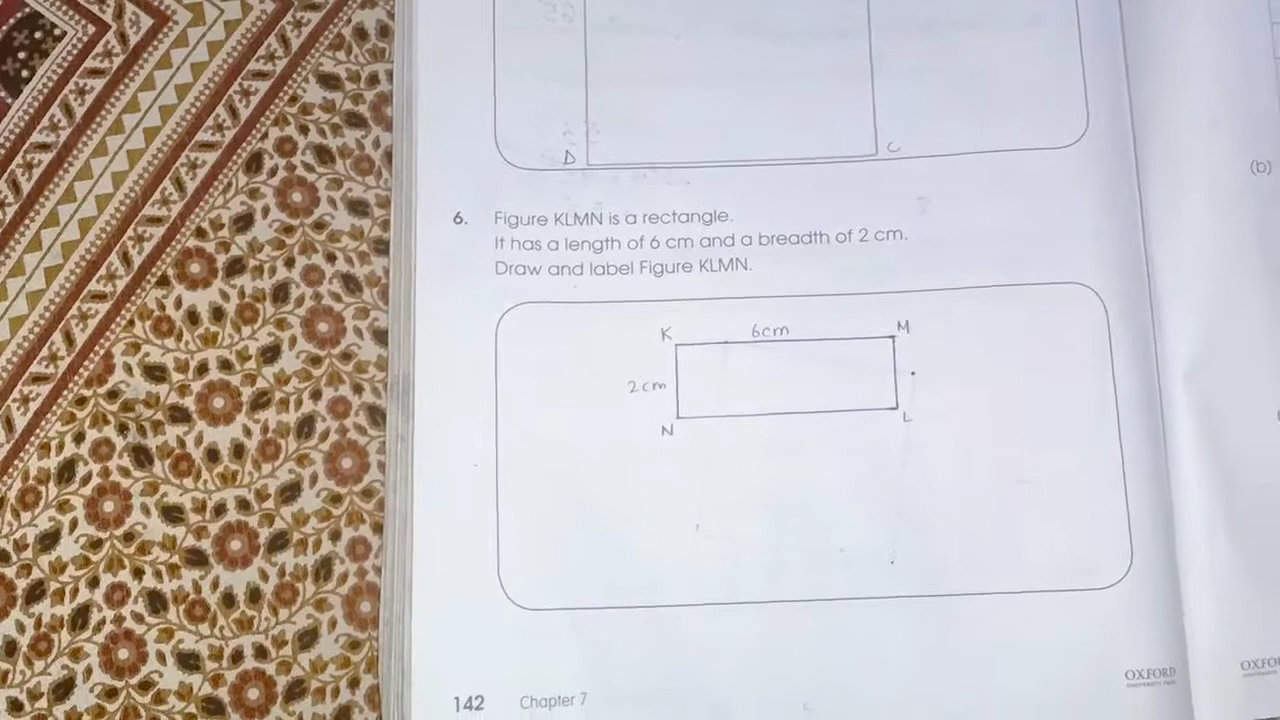 D
C
(b)
6. Figure KLMN is a rectangle.
It has a length of 6 cm and a breadth of 2 cm.
Draw and label Figure KLMN.
K 6cm M
2cm
N L
OXFORD
OXFO
142 Chapter 7